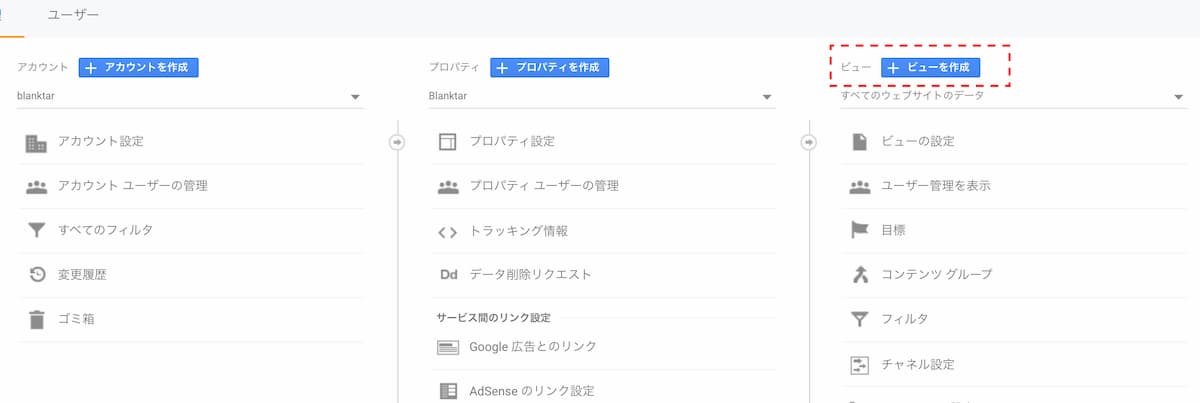 ユーザー
アカウント + アカウントを作成
blanktar
アカウント設定
アカウント ユーザーの管理
すべてのフィルタ
変更履歴
ゴミ箱
プロパティ + プロパティを作成
Blanktar
プロパティ設定
プロパティ ユーザーの管理
<> トラッキング情報
Dd データ削除リクエスト
サービス間のリンク設定
Google 広告とのリンク
AdSense のリンク設定
ビュー + ビューを作成
すべてのウェブサイトのデータ
ビューの設定
ユーザー管理を表示
目標
コンテンツ グループ
フィルタ
チャネル設定